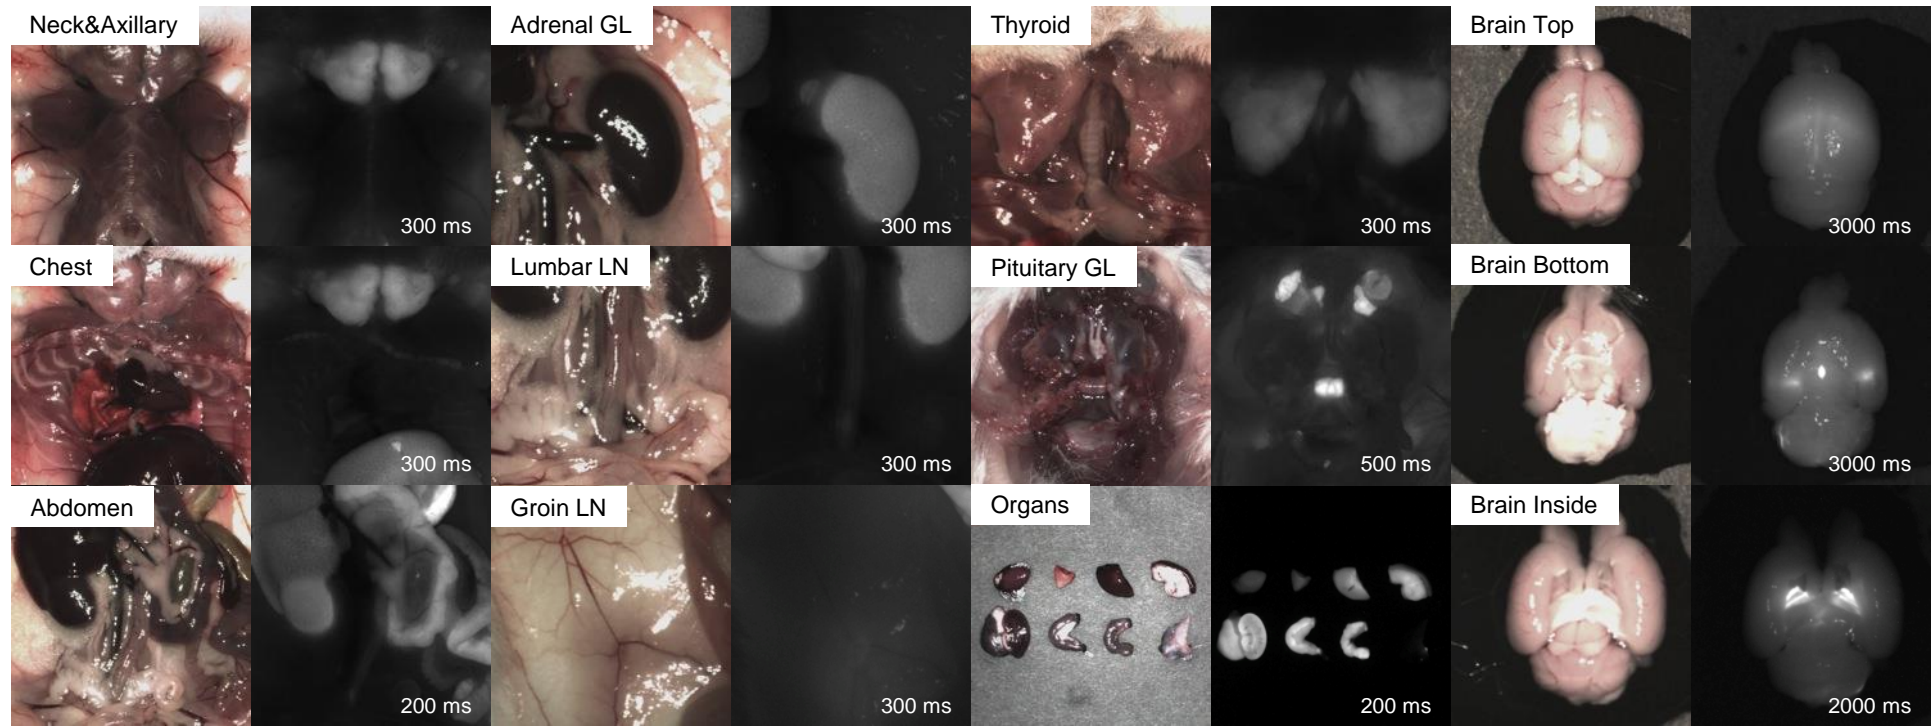 Neck&Axillary
300 ms
Adrenal GL
300 ms
Thyroid
300 ms
Brain Top
3000 ms
Chest
300 ms
Lumbar LN
300 ms
Pituitary GL
500 ms
Brain Bottom
3000 ms
Abdomen
200 ms
Groin LN
300 ms
Organs
200 ms
Brain Inside
2000 ms